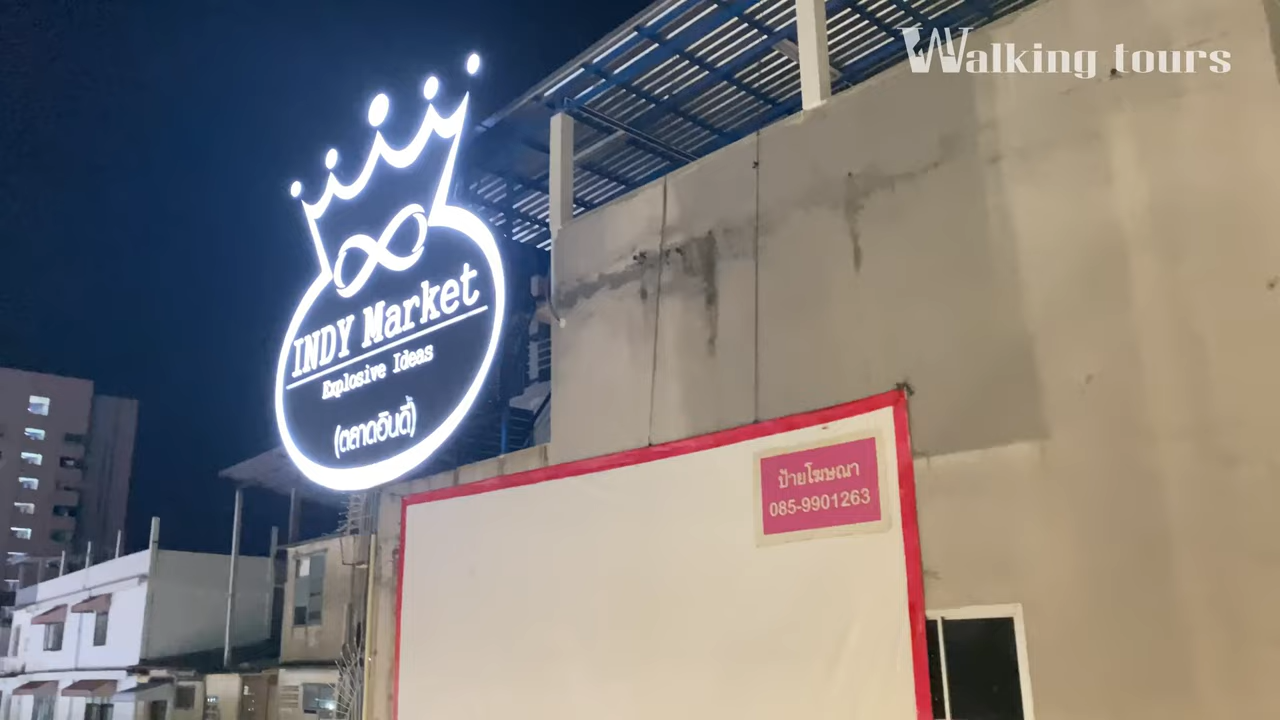 Walking tours
INDY Market
Explosive Ideas
(ตลาดอินดี้)
ป้ายโฆษณา
085-9901263